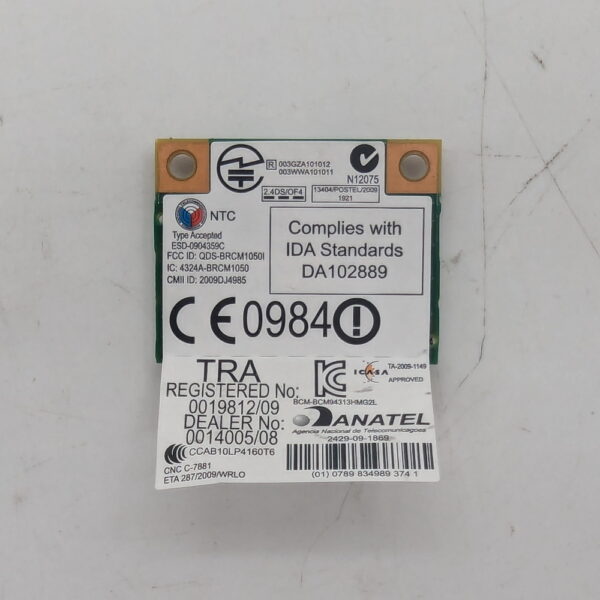 R 003GZA101012
003WWA101011
N12075
2.4DS/OF4
13404/POSTEL/2009
1921
NTC
Type Accepted
ESD-0904359C
FCC ID: QDS-BRCM1050I
IC: 4324A-BRCM1050
CMII ID: 2009DJ4985
Complies with
IDA Standards
DA102889
CE0984
TRA
REGISTERED No:
0019812/09
DEALER No:
0014005/08
CCAB10LP4160T6
CNC C-7881
ETA 287/2009/WRLO
ICASA
TA-2009-1149
APPROVED
BCM-BCM94313HMG2L
ANATEL
Agência Nacional de Telecomunicações
2429-09-1869
(01) 0789 834989 374 1